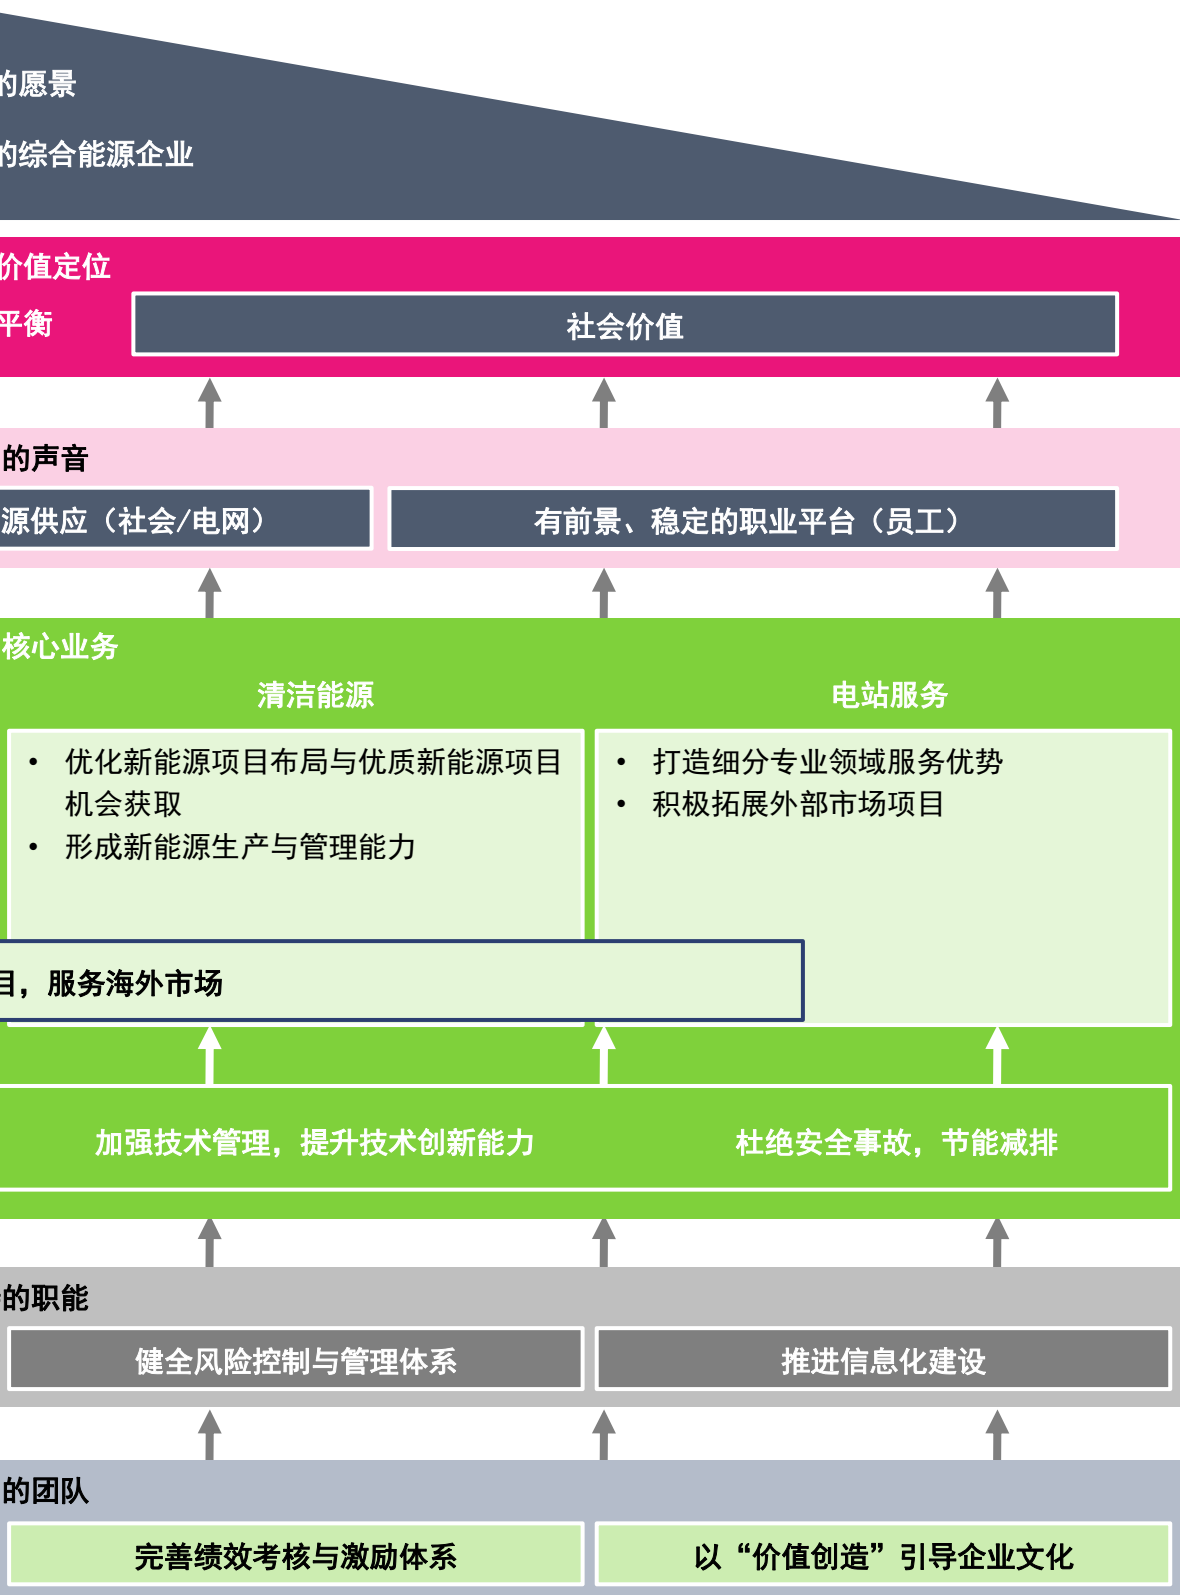 的愿景
的综合能源企业
价值定位
平衡
社会价值
的声音
源供应（社会/电网）
有前景、稳定的职业平台（员工）
核心业务
清洁能源
电站服务
• 优化新能源项目布局与优质新能源项目
机会获取
• 形成新能源生产与管理能力
• 打造细分专业领域服务优势
• 积极拓展外部市场项目
目，服务海外市场
加强技术管理，提升技术创新能力
杜绝安全事故，节能减排
的职能
健全风险控制与管理体系
推进信息化建设
的团队
完善绩效考核与激励体系
以“价值创造”引导企业文化